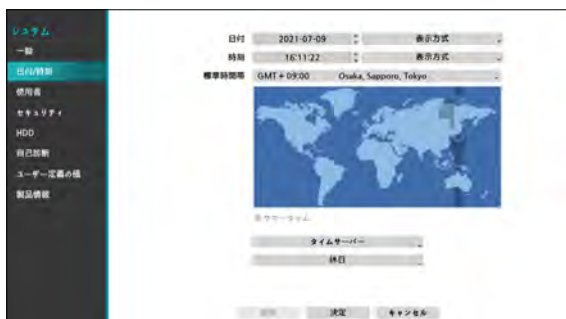 システム
一般
日付/時刻
使用者
セキュリティ
HDD
自己診断
ユーザー定義の値
製品情報
日付 2021-07-09 表示方式
時刻 16:11:22 表示方式
標準時間帯 GMT + 09:00 Osaka, Sapporo, Tokyo
サマータイム
タイムサーバー
休日
決定 キャンセル